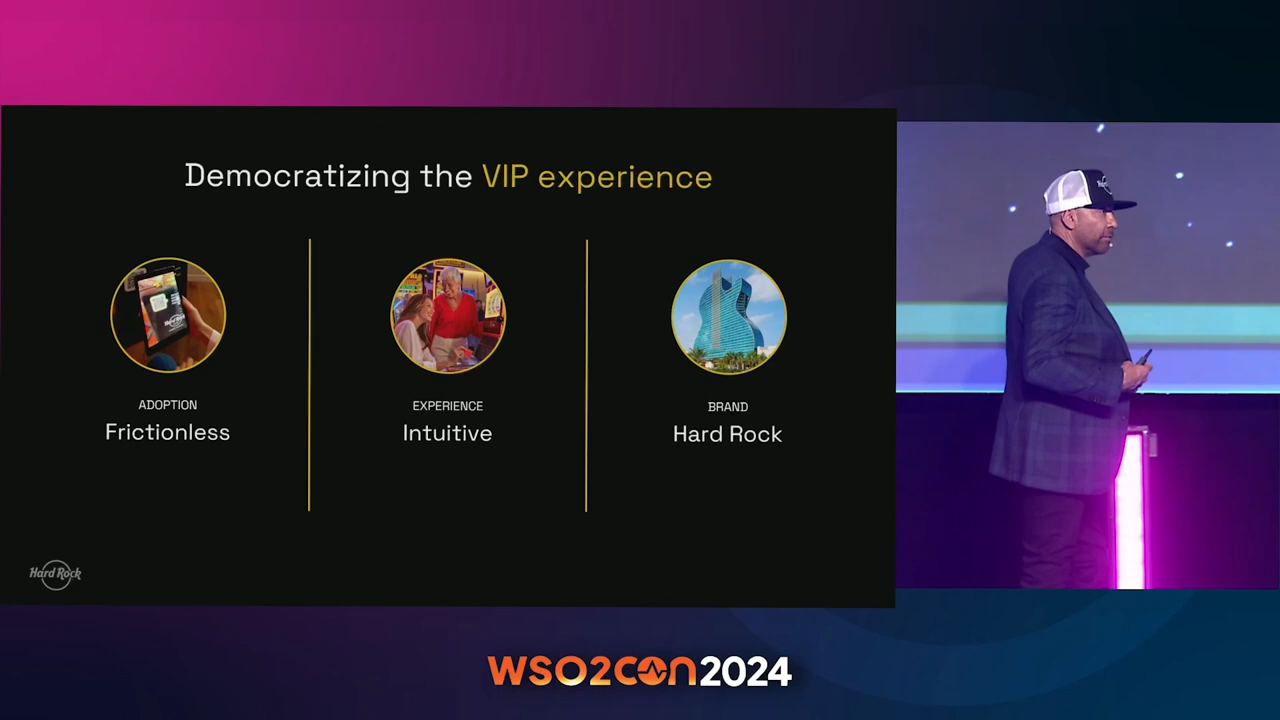 Democratizing the VIP experience
ADOPTION
Frictionless
EXPERIENCE
Intuitive
BRAND
Hard Rock
Hard Rock
WSO2CON2024